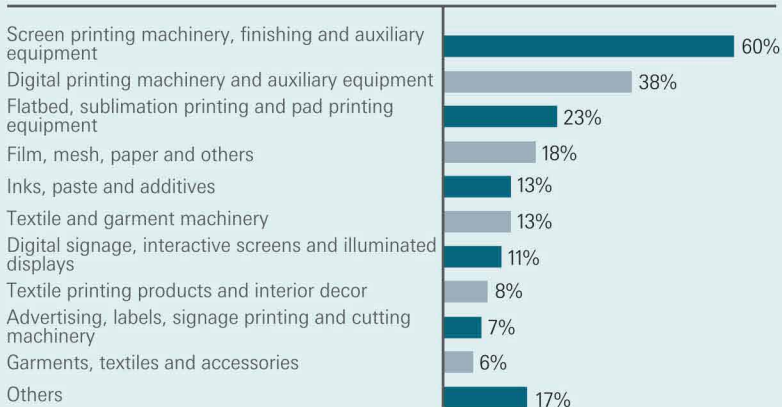 Screen printing machinery, finishing and auxiliary
equipment
60%
Digital printing machinery and auxiliary equipment
38%
Flatbed, sublimation printing and pad printing
equipment
23%
Film, mesh, paper and others
18%
Inks, paste and additives
13%
Textile and garment machinery
13%
Digital signage, interactive screens and illuminated
displays
11%
Textile printing products and interior decor
8%
Advertising, labels, signage printing and cutting
machinery
7%
Garments, textiles and accessories
6%
Others
17%